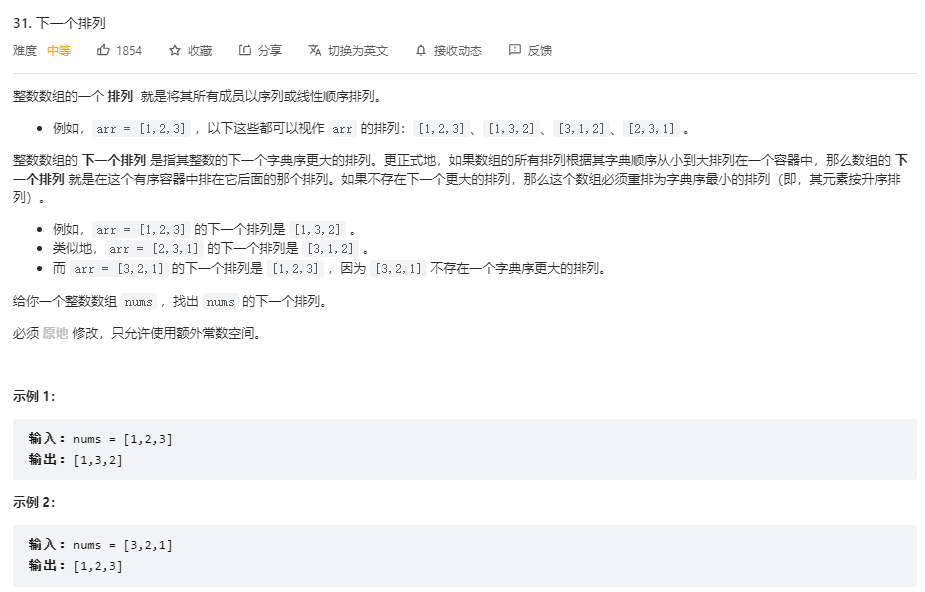 31. 下一个排列
难度 中等 1854 收藏 分享 切换为英文 接收动态 反馈
整数数组的一个 排列 就是将其所有成员以序列或线性顺序排列。
例如，arr = [1,2,3] ，以下这些都可以视作 arr 的排列：[1,2,3]、[1,3,2]、[3,1,2]、[2,3,1] 。
整数数组的 下一个排列 是指其整数的下一个字典序更大的排列。更正式地，如果数组的所有排列根据其字典顺序从小到大排列在一个容器中，那么数组的 下
一个排列 就是在这个有序容器中排在它后面的那个排列。如果不存在下一个更大的排列，那么这个数组必须重排为字典序最小的排列（即，其元素按升序排
列）。
例如，arr = [1,2,3] 的下一个排列是 [1,3,2] 。
类似地，arr = [2,3,1] 的下一个排列是 [3,1,2] 。
而 arr = [3,2,1] 的下一个排列是 [1,2,3] ，因为 [3,2,1] 不存在一个字典序更大的排列。
给你一个整数数组 nums ，找出 nums 的下一个排列。
必须 原地 修改，只允许使用额外常数空间。
示例 1：
输入：nums = [1,2,3]
输出：[1,3,2]
示例 2：
输入：nums = [3,2,1]
输出：[1,2,3]